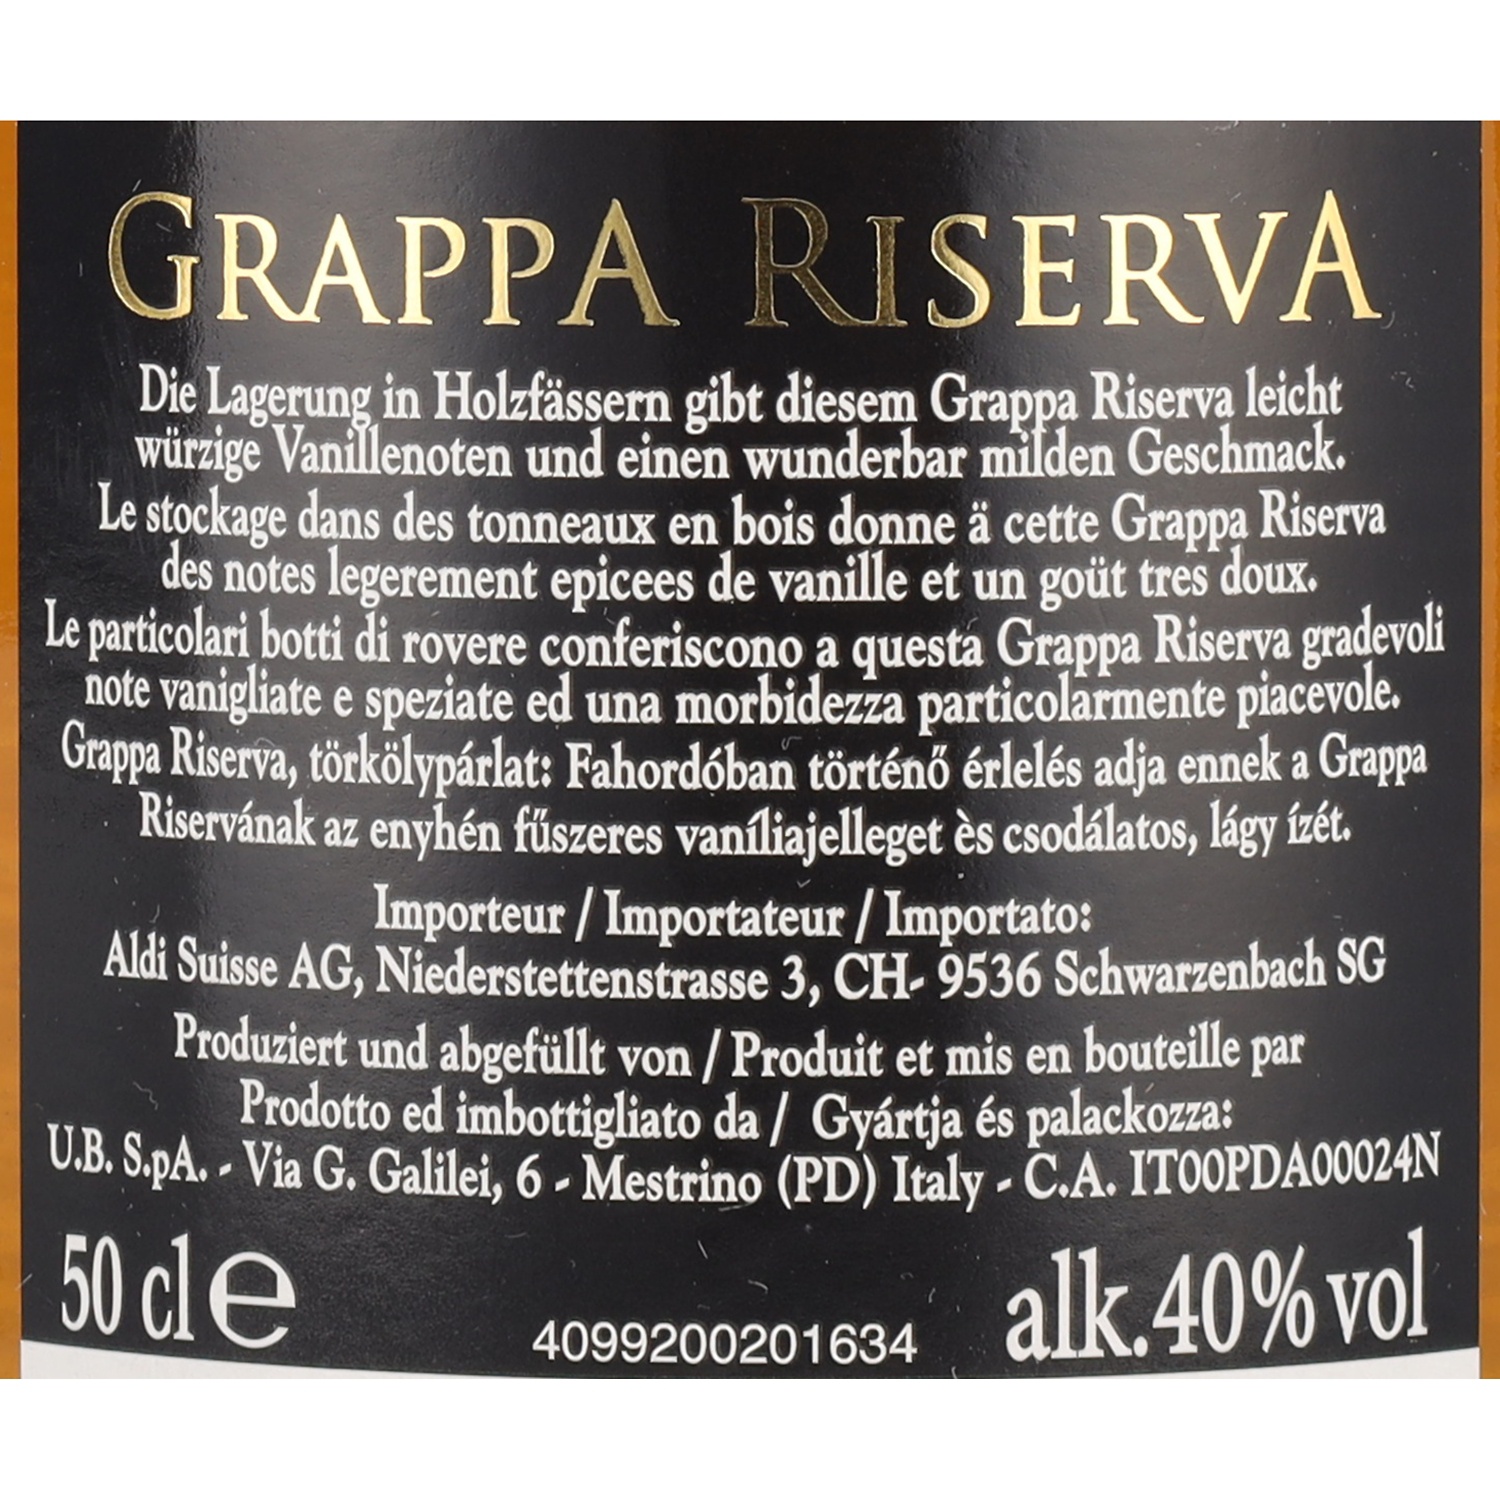 GRAPPA RISERVA
Die Lagerung in Holzfässern gibt diesem Grappa Riserva leicht
würzige Vanillenoten und einen wunderbar milden Geschmack.
Le stockage dans des tonneaux en bois donne ä cette Grappa Riserva
des notes legerement epicees de vanille et un goüt tres doux.
Le particolari botti di rovere conferiscono a questa Grappa Riserva gradevoli
note vanigliate e speziate ed una morbidezza particolarmente piacevole.
Grappa Riserva, törkölypárlat: Fahordóban történő érlelés adja ennek a Grappa
Riservának az enyhén fűszeres vaníliajelleget ès csodálatos, lágy ízét.
Importeur / Importateur / Importato:
Aldi Suisse AG, Niederstettenstrasse 3, CH- 9536 Schwarzenbach SG
Produziert und abgefüllt von / Produit et mis en bouteille par
Prodotto ed imbottigliato da / Gyártja és palackozza:
U.B. S.pA. - Via G. Galilei, 6 - Mestrino (PD) Italy - C.A. IT00PDA00024N
50 cl e 4099200201634 alk.40% vol